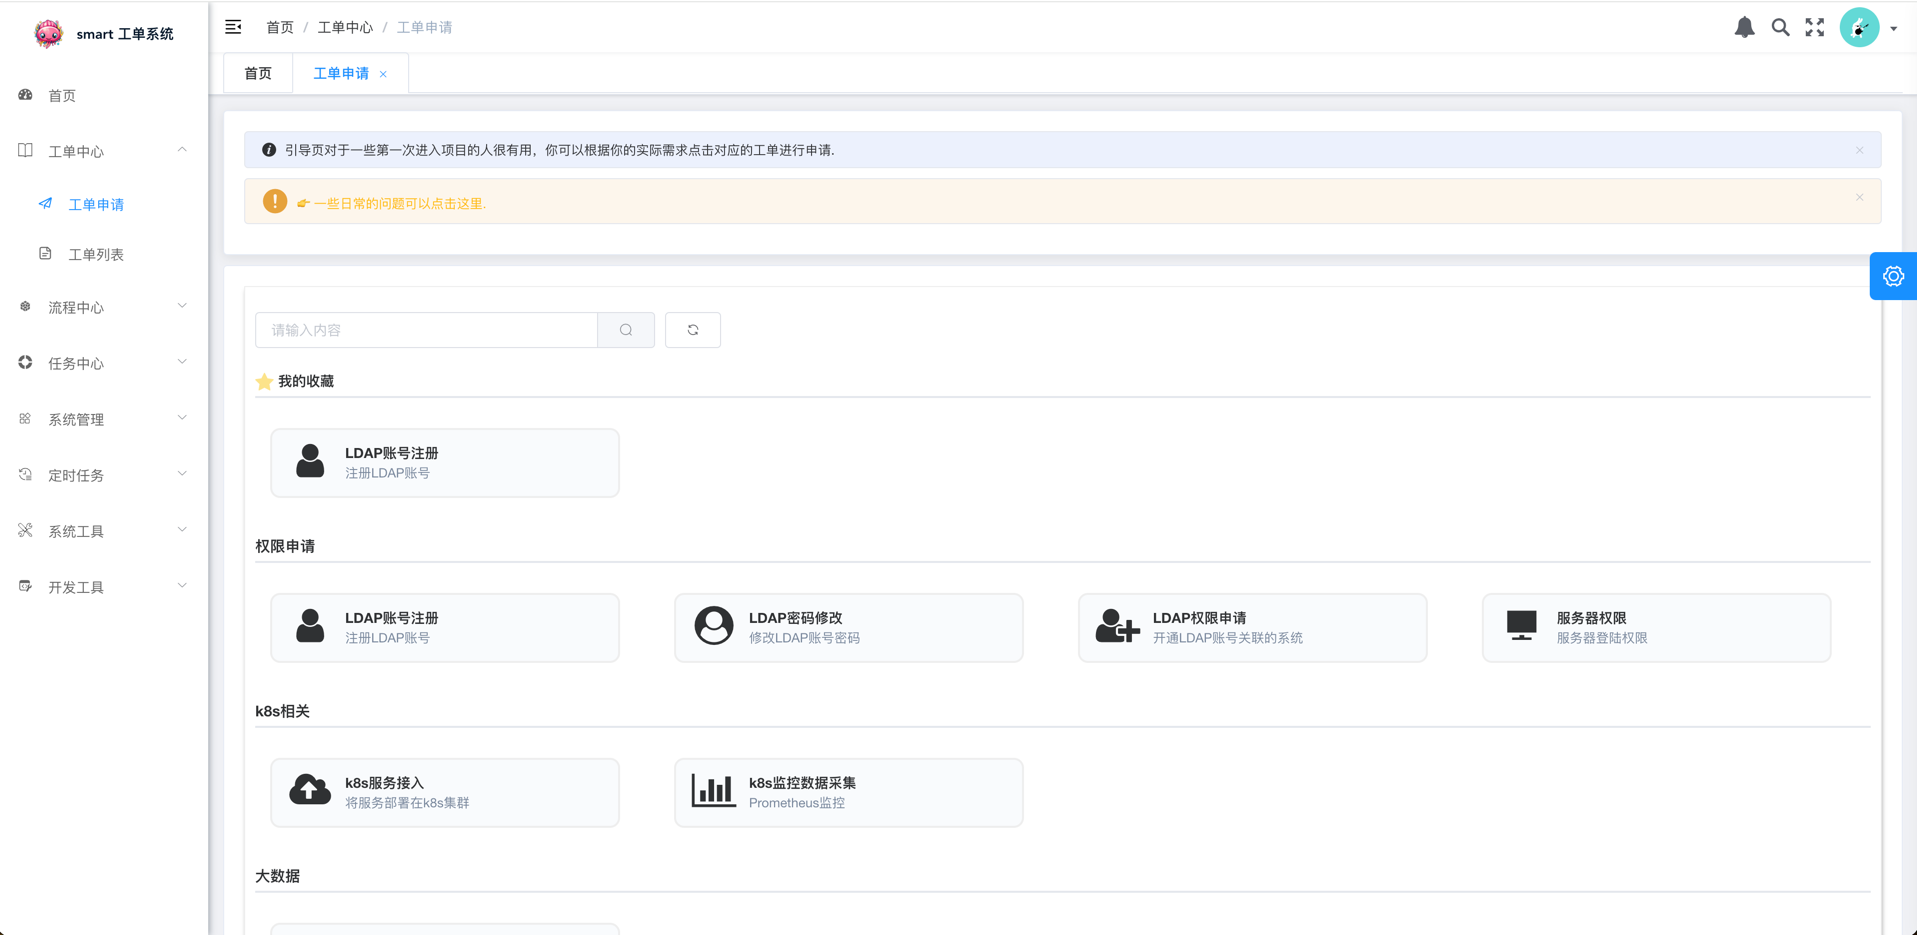 smart 工单系统
首页 / 工单中心 / 工单申请
首页
工单申请
首页
工单中心
工单申请
工单列表
流程中心
任务中心
系统管理
定时任务
系统工具
开发工具
引导页对于一些第一次进入项目的人很有用，你可以根据你的实际需求点击对应的工单进行申请.
一些日常的问题可以点击这里.
请输入内容
我的收藏
LDAP账号注册
注册LDAP账号
权限申请
LDAP账号注册
注册LDAP账号
LDAP密码修改
修改LDAP账号密码
LDAP权限申请
开通LDAP账号关联的系统
服务器权限
服务器登陆权限
k8s相关
k8s服务接入
将服务部署在k8s集群
k8s监控数据采集
Prometheus监控
大数据